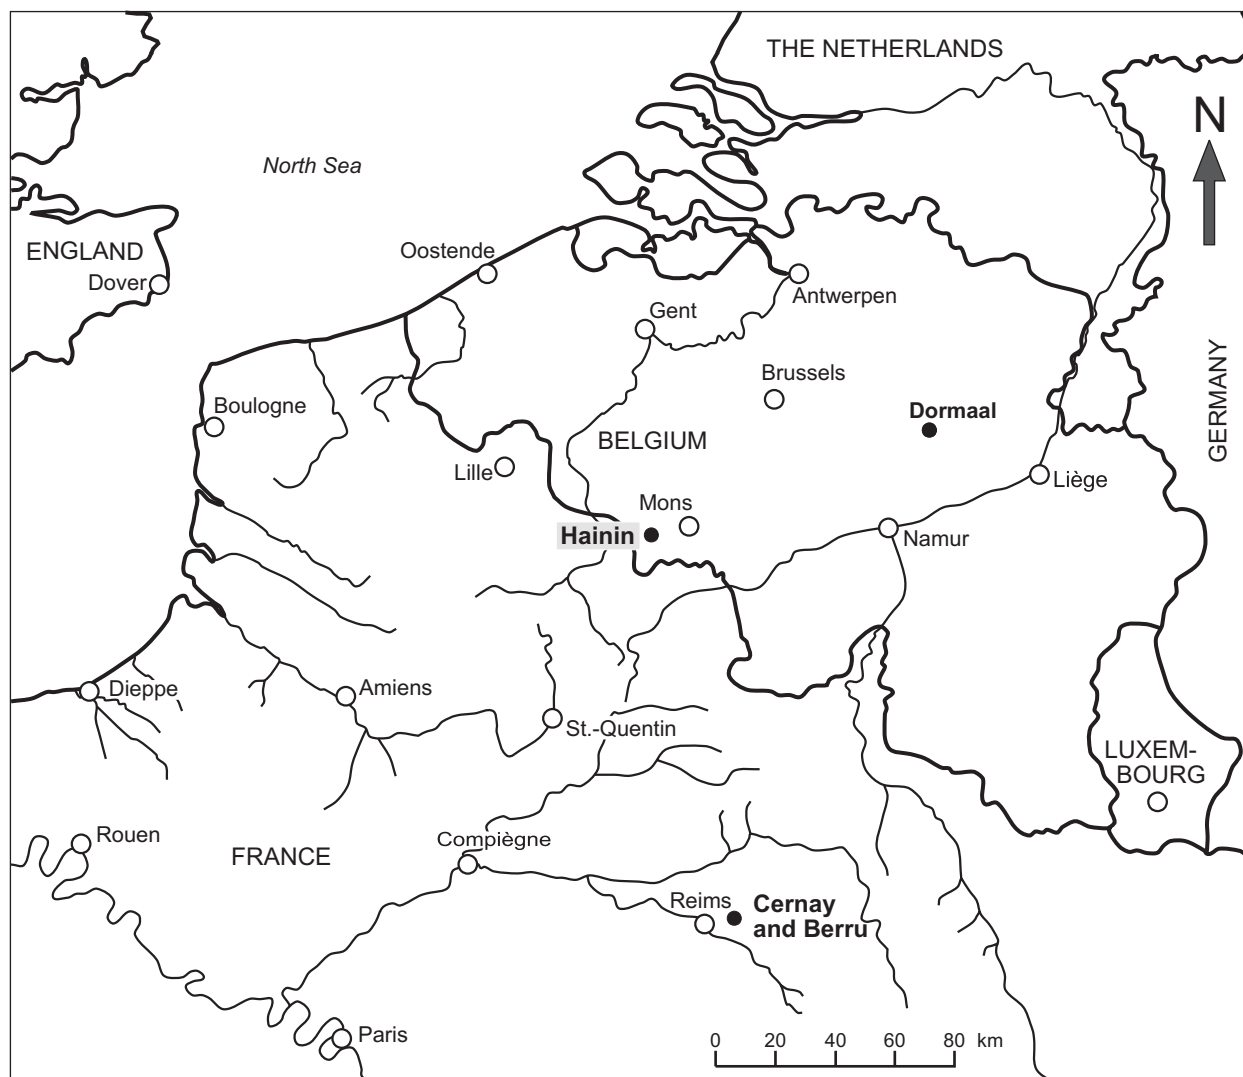 THE NETHERLANDS
N
North Sea
ENGLAND
Dover
Oostende
Antwerpen
Gent
GERMANY
Brussels
Boulogne
Dormaal
BELGIUM
Lille
Liège
Mons
Hainin
Namur
Dieppe
Amiens
St.-Quentin
LUXEM-
BOURG
Rouen
Compiègne
FRANCE
Reims
Cernay
and Berru
Paris
0 20 40 60 80 km